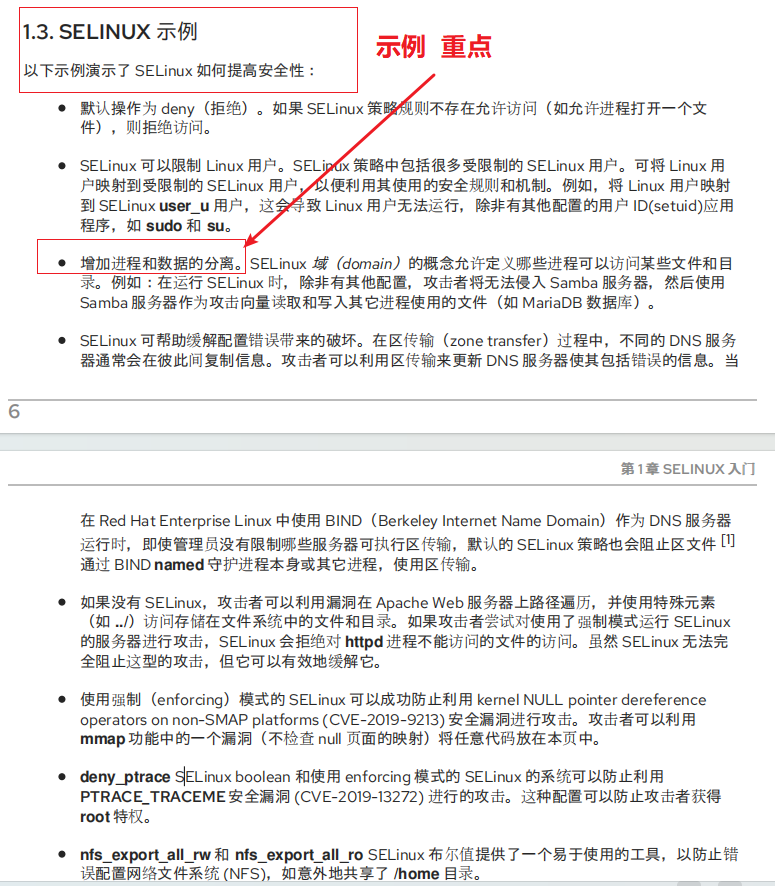 1.3. SELINUX 示例
示例 重点
以下示例演示了 SELinux 如何提高安全性：
● 默认操作为 deny（拒绝）。如果 SELinux 策略规则不存在允许访问（如允许进程打开一个文
件），则拒绝访问。
● SELinux 可以限制 Linux 用户。SELinux 策略中包括很多受限制的 SELinux 用户。可将 Linux 用
户映射到受限制的 SELinux 用户，以便利用其使用的安全规则和机制。例如，将 Linux 用户映射
到 SELinux user_u 用户，这会导致 Linux 用户无法运行，除非有其他配置的用户 ID(setuid)应用
程序，如 sudo 和 su。
● 增加进程和数据的分离。SELinux 域（domain）的概念允许定义哪些进程可以访问某些文件和目
录。例如：在运行 SELinux 时，除非有其他配置，攻击者将无法侵入 Samba 服务器，然后使用
Samba 服务器作为攻击向量读取和写入其它进程使用的文件（如 MariaDB 数据库）。
● SELinux 可帮助缓解配置错误带来的破坏。在区传输（zone transfer）过程中，不同的 DNS 服务
器通常会在彼此间复制信息。攻击者可以利用区传输来更新 DNS 服务器使其包括错误的信息。当
6
第 1 章 SELINUX 入门
在 Red Hat Enterprise Linux 中使用 BIND（Berkeley Internet Name Domain）作为 DNS 服务器
运行时，即使管理员没有限制哪些服务器可执行区传输，默认的 SELinux 策略也会阻止区文件 [1]
通过 BIND named 守护进程本身或其它进程，使用区传输。
● 如果没有 SELinux，攻击者可以利用漏洞在 Apache Web 服务器上路径遍历，并使用特殊元素
（如 ../）访问存储在文件系统中的文件和目录。如果攻击者尝试对使用了强制模式运行 SELinux
的服务器进行攻击，SELinux 会拒绝对 httpd 进程不能访问的文件的访问。虽然 SELinux 无法完
全阻止这型的攻击，但它可以有效地缓解它。
● 使用强制（enforcing）模式的 SELinux 可以成功防止利用 kernel NULL pointer dereference
operators on non-SMAP platforms (CVE-2019-9213) 安全漏洞进行攻击。攻击者可以利用
mmap 功能中的一个漏洞（不检查 null 页面的映射）将任意代码放在本页中。
● deny_ptrace SELinux boolean 和使用 enforcing 模式的 SELinux 的系统可以防止利用
PTRACE_TRACEME 安全漏洞 (CVE-2019-13272) 进行的攻击。这种配置可以防止攻击者获得
root 特权。
● nfs_export_all_rw 和 nfs_export_all_ro SELinux 布尔值提供了一个易于使用的工具，以防止错
误配置网络文件系统 (NFS)，如意外地共享了 /home 目录。